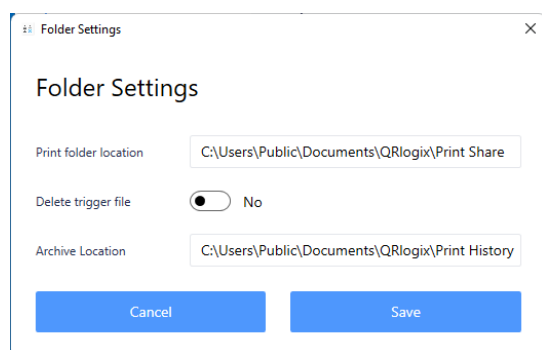 Folder Settings
Folder Settings
Print folder location C:\Users\Public\Documents\QRlogix\Print Share
Delete trigger file No
Archive Location C:\Users\Public\Documents\QRlogix\Print History
Cancel Save